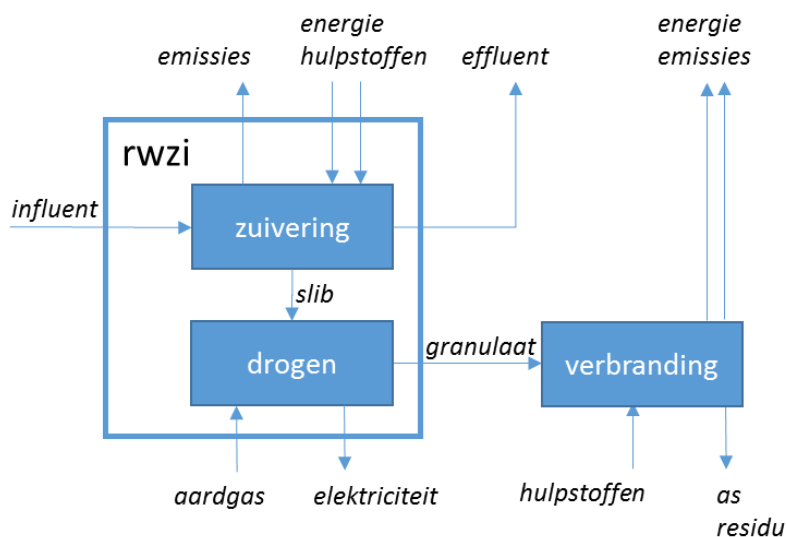 energie
energie
emissies
hulpstoffen
effluent
emissies
rwzi
influent
zuivering
slib
granulaat
drogen
verbranding
aardgas
elektriciteit
hulpstoffen
as
residu